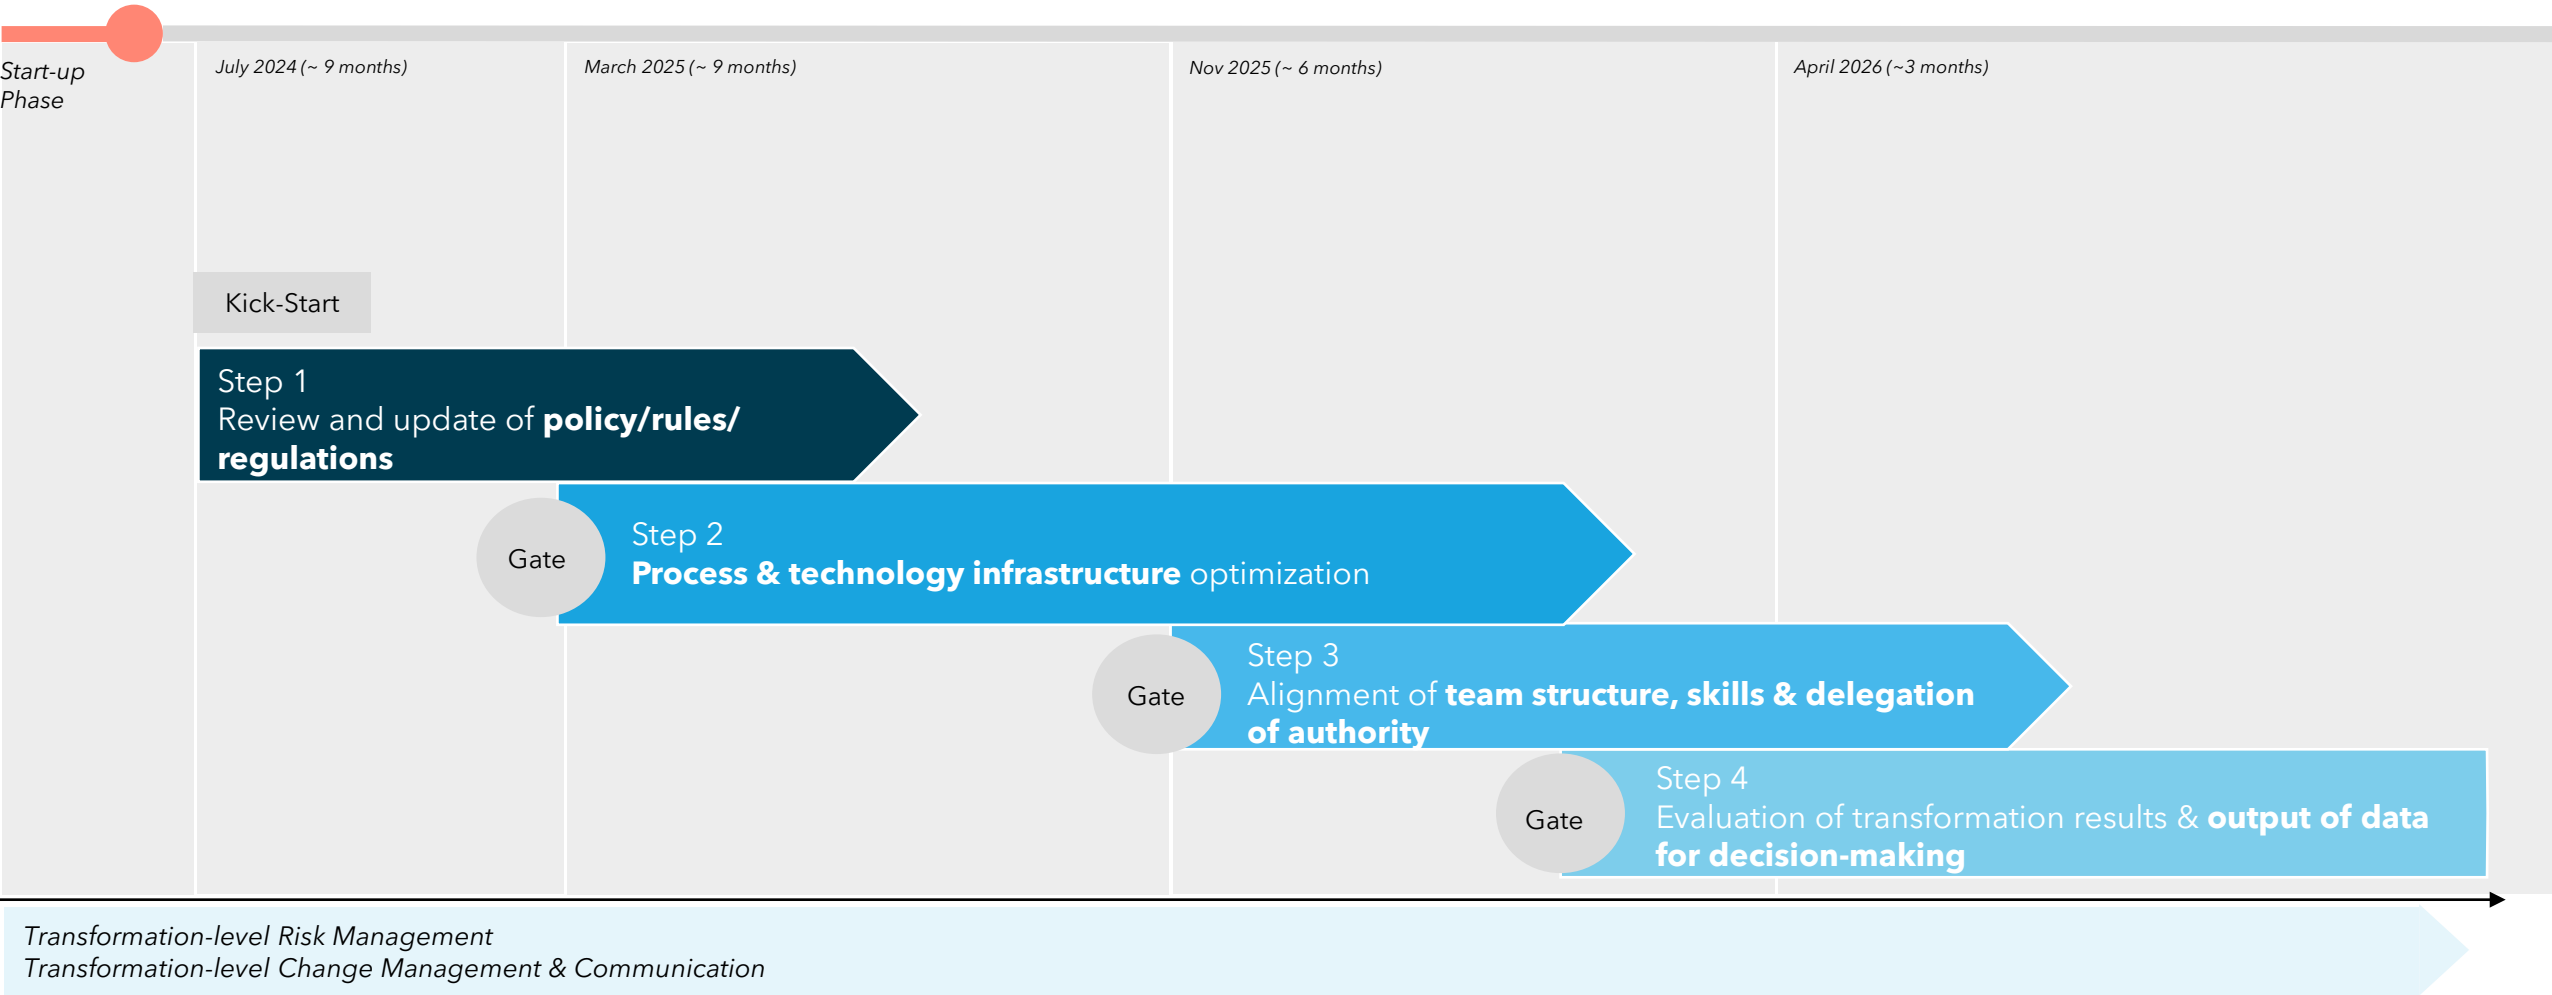 Start-up
Phase
July 2024 (~ 9 months)
March 2025 (~ 9 months)
Nov 2025 (~ 6 months)
April 2026 (~3 months)
Kick-Start
Step 1
Review and update of policy/rules/
regulations
Gate
Step 2
Process & technology infrastructure optimization
Gate
Step 3
Alignment of team structure, skills & delegation
of authority
Gate
Step 4
Evaluation of transformation results & output of data
for decision-making
Transformation-level Risk Management
Transformation-level Change Management & Communication